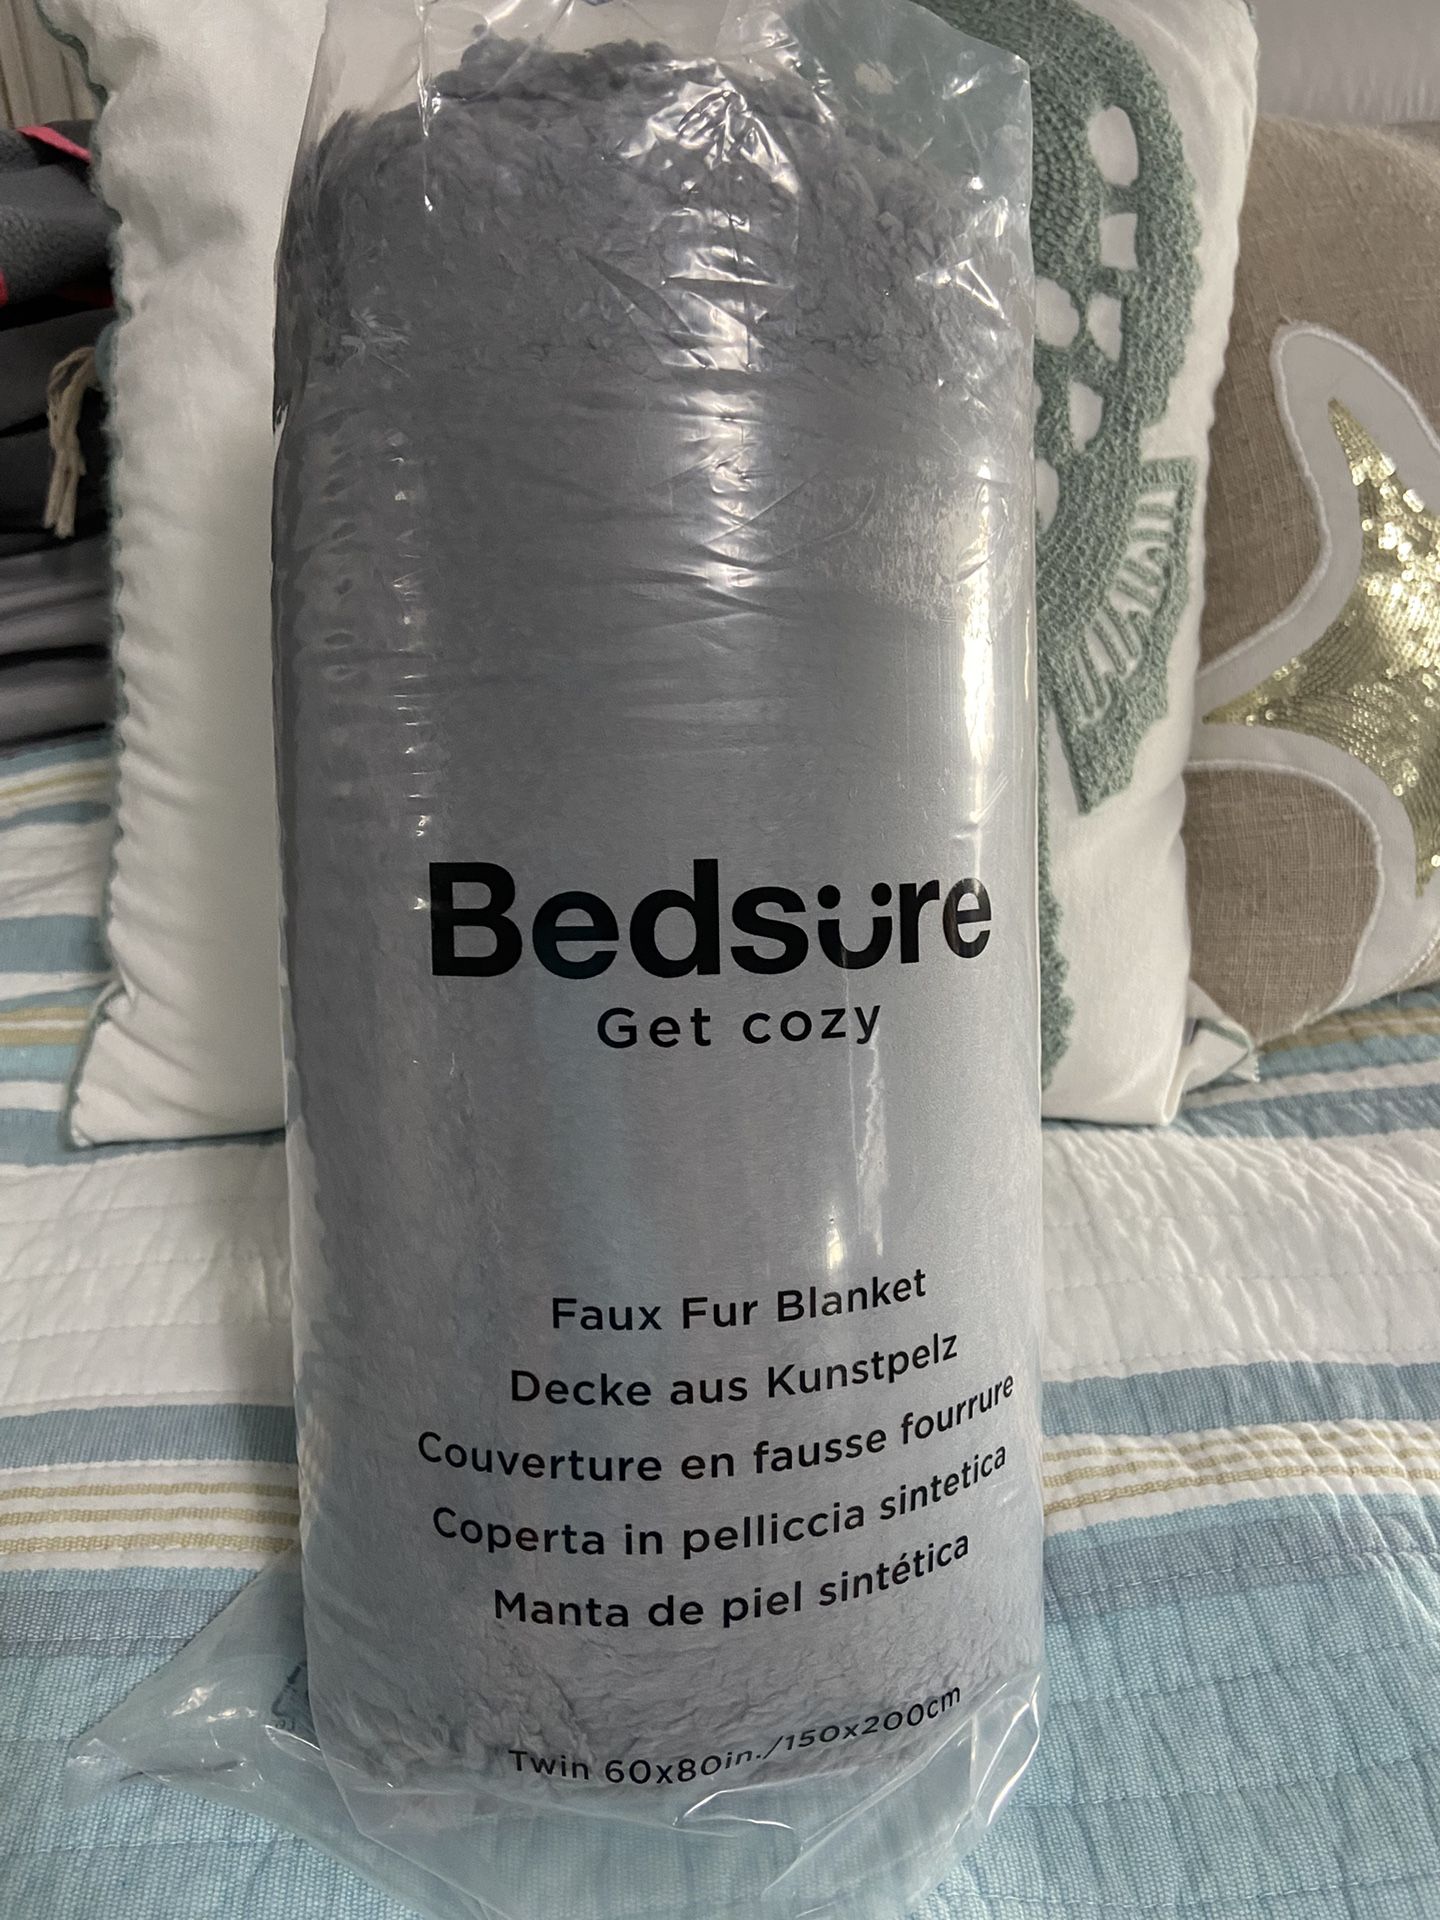 Bedsüre
Get cozy
Faux Fur Blanket
Decke aus Kunstpelz
Couverture en fausse fourrure
Coperta in pelliccia sintetica
Manta de piel sintética
Twin 60x80in./150x200cm